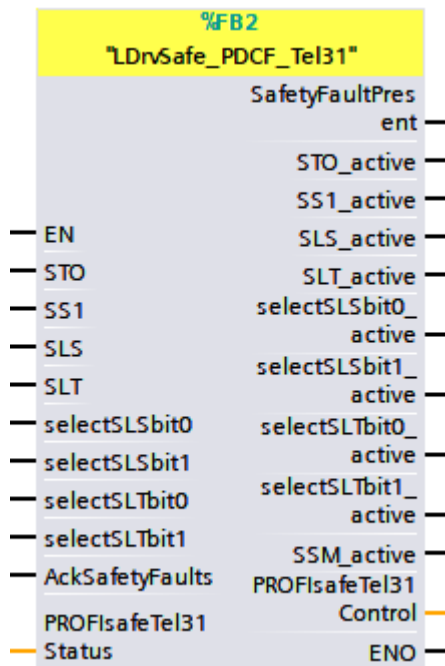 %FB2
"LDrvSafe_PDCF_Tel31"
SafetyFaultPres
ent
STO_active
SS1_active
EN
SLS_active
STO
SLT_active
SS1
selectSLSbit0_
active
SLS
selectSLSbit1_
active
SLT
selectSLSbit0
selectSLTbit0_
active
selectSLSbit1
selectSLTbit1_
active
selectSLTbit0
selectSLTbit1
SSM_active
AckSafetyFaults
PROFIsafeTel31
Control
PROFIsafeTel31
Status
ENO